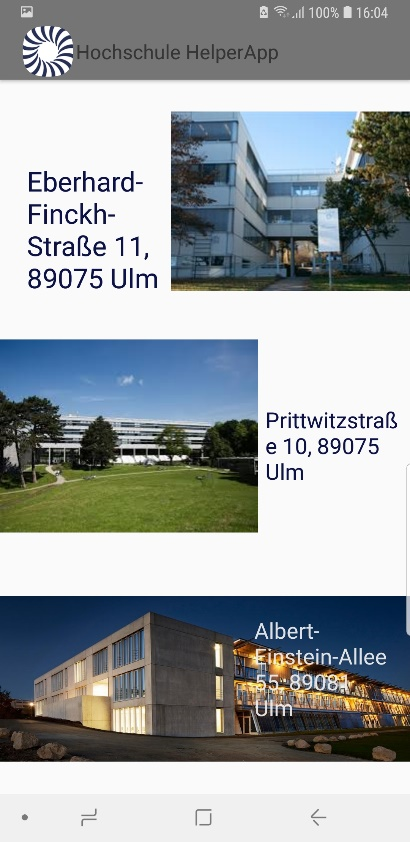 100% 16:04
Hochschule HelperApp
Eberhard-
Finckh-
Straße 11,
89075 Ulm
Prittwitzstraß
e 10, 89075
Ulm
Albert-
Einstein-Allee
55, 89081
Ulm